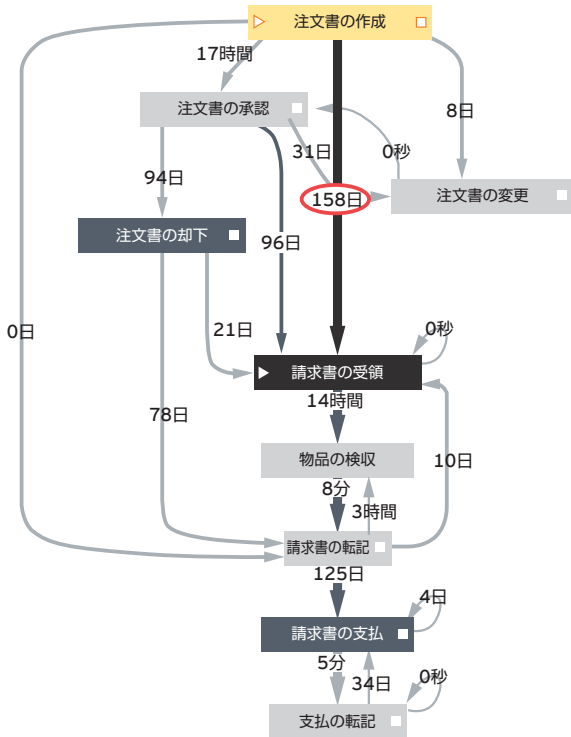 注文書の作成
17時間
注文書の承認
8日
31日
0秒
94日
158日
注文書の変更
注文書の却下
96日
0日
21日
0秒
請求書の受領
14時間
78日
物品の検収
10日
8分
3時間
請求書の転記
125日
4日
請求書の支払
5分
34日
0秒
支払の転記